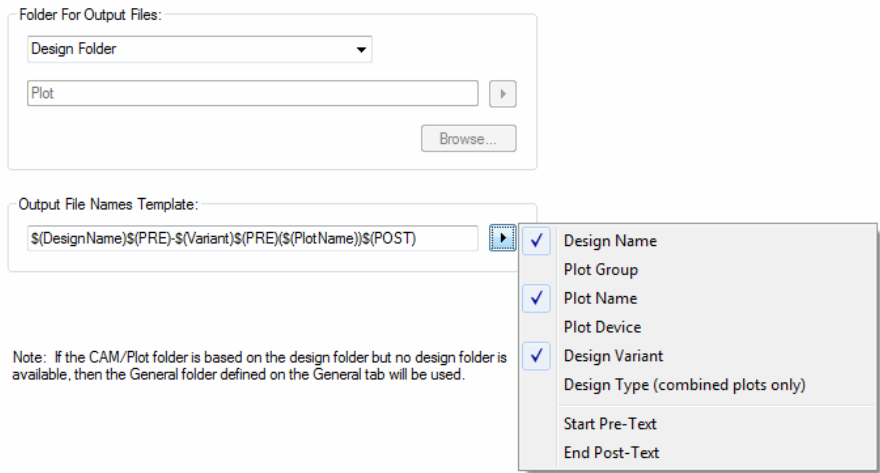 Folder For Output Files:
Design Folder
Plot
Browse...
Output File Names Template:
$(DesignName)$(PRE)-$(Variant)$(PRE)($(PlotName))$(POST)
Design Name
Plot Group
Plot Name
Plot Device
Design Variant
Design Type (combined plots only)
Start Pre-Text
End Post-Text
Note: If the CAM/Plot folder is based on the design folder but no design folder is
available, then the General folder defined on the General tab will be used.